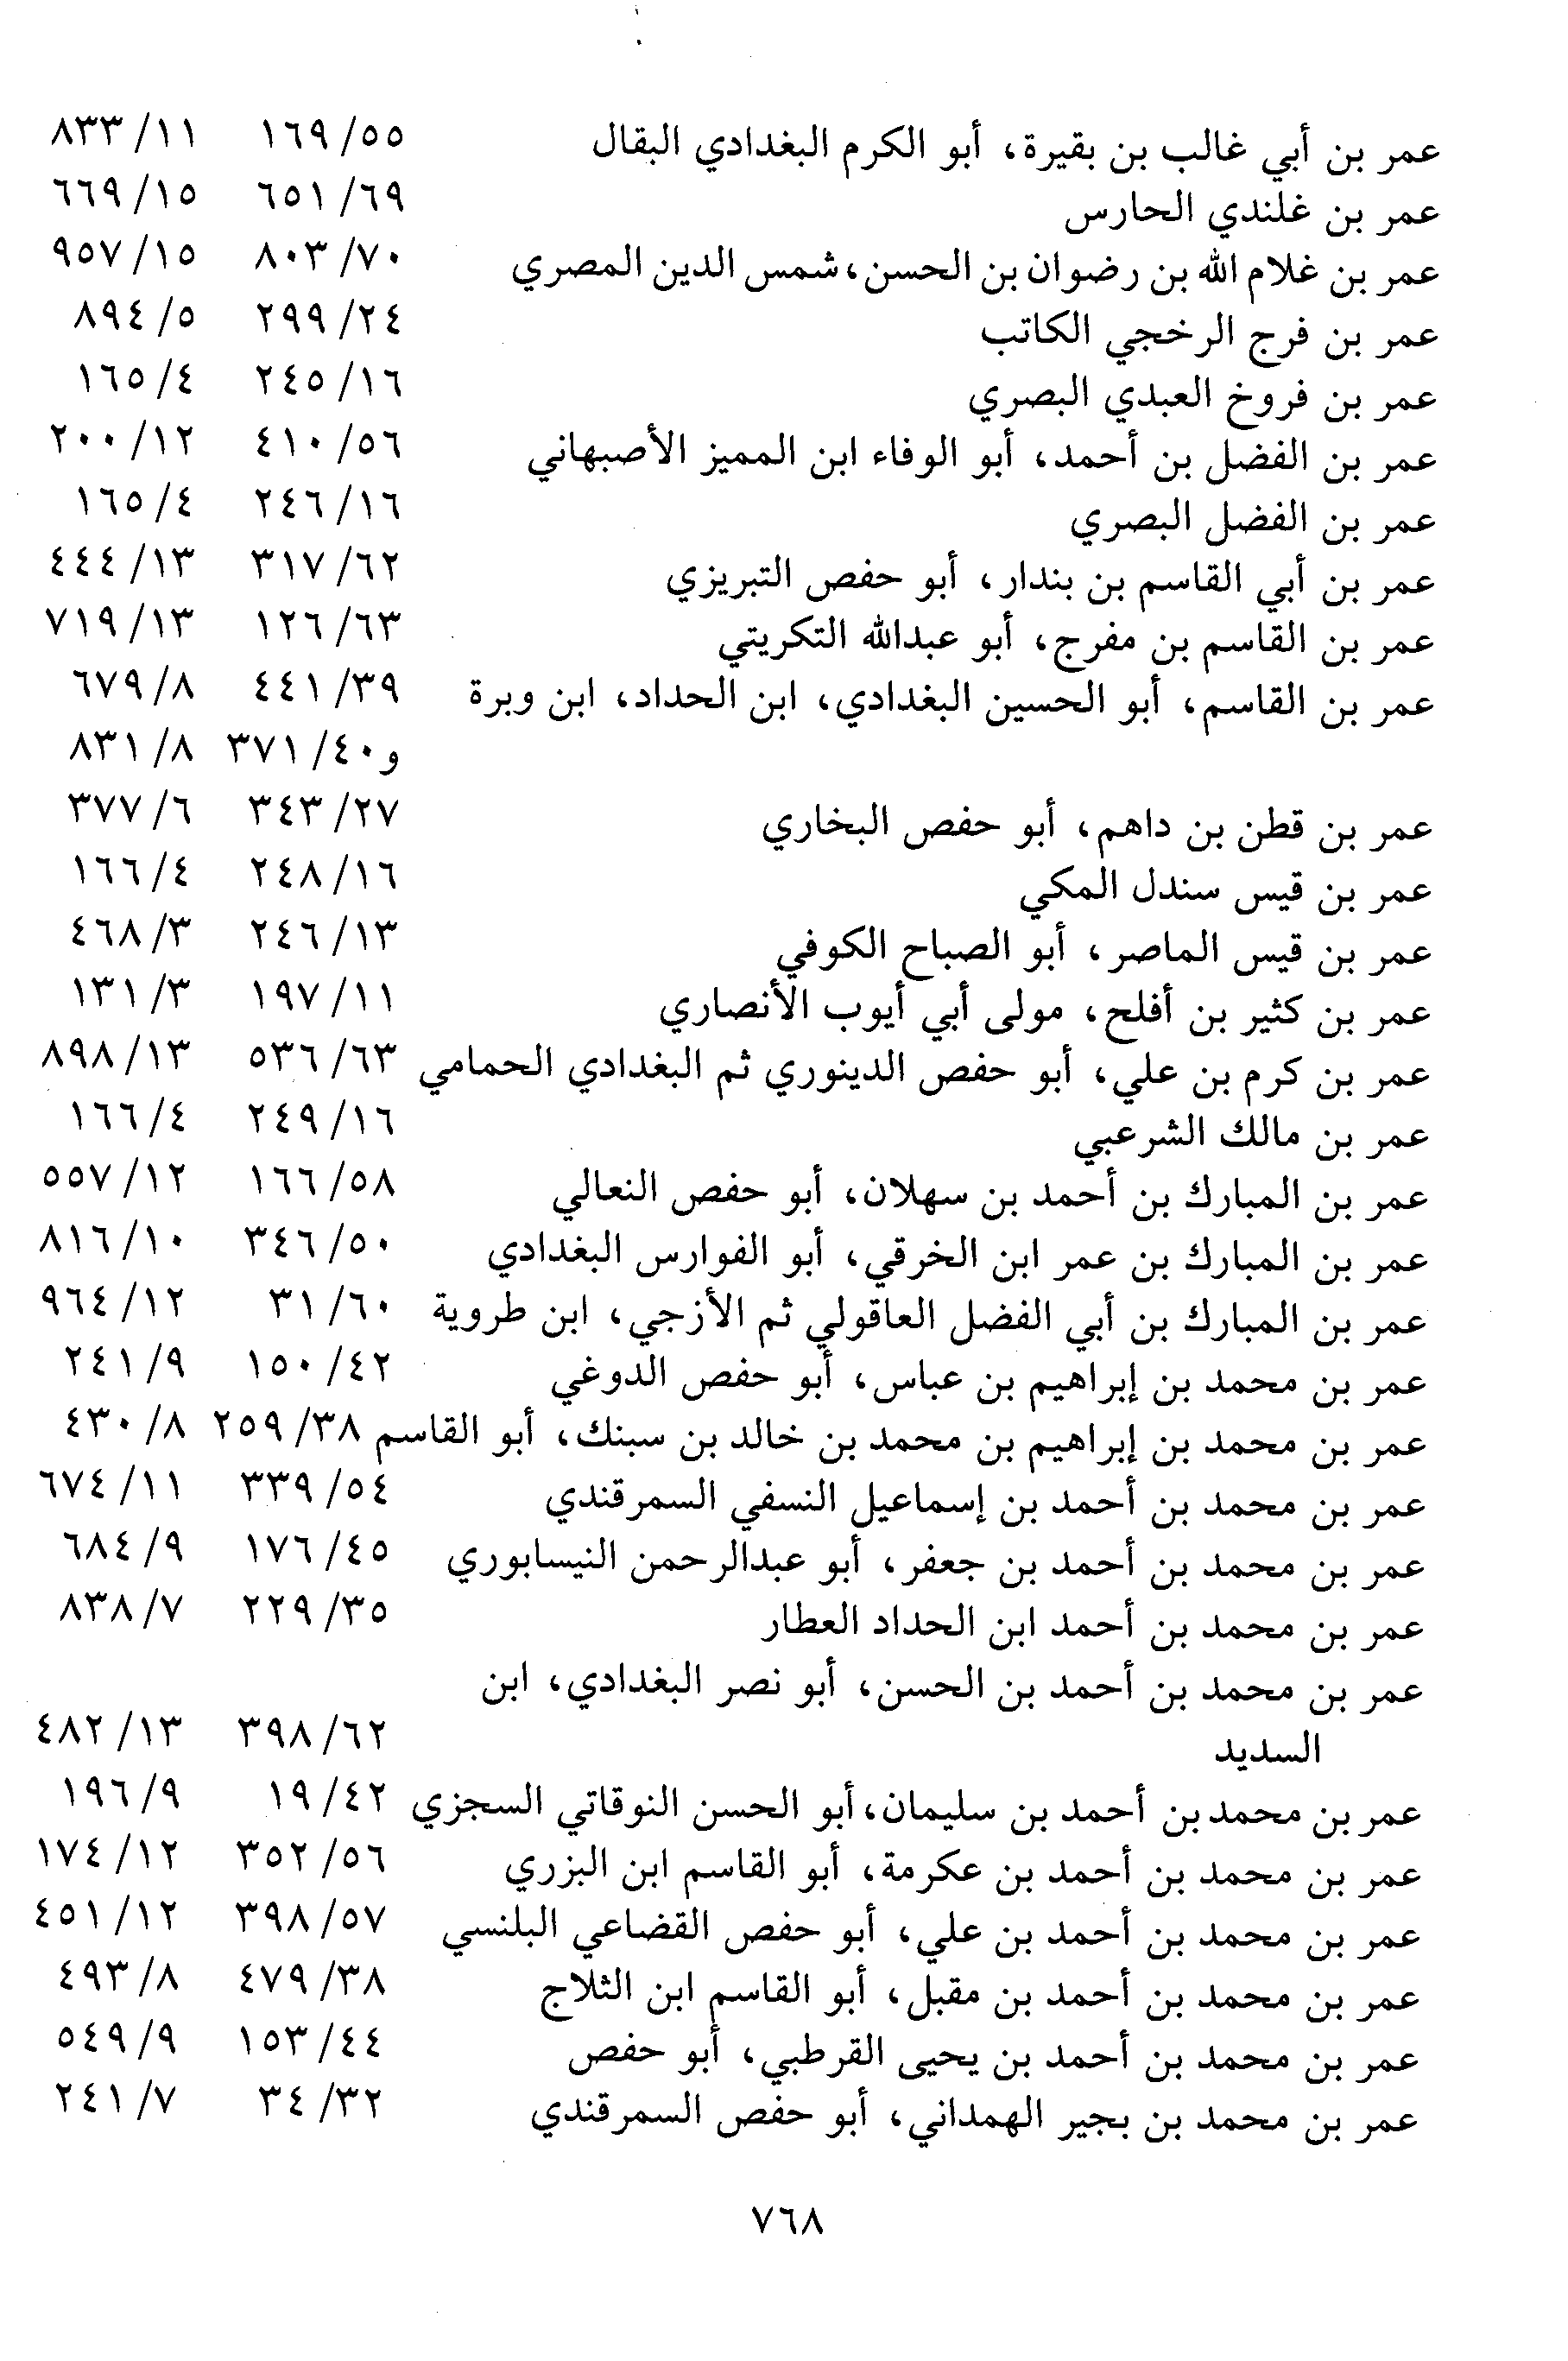 عمر بن أبي غالب بن بقيرة، أبو الكرم البغدادي البقال ٥٥/ ١٦٩ ١١/ ٨٣٣
عمر بن غلندي الحارس ٦٩/ ٦٥١ ١٥/ ٦٦٩
عمر بن غلام الله بن رضوان بن الحسن، شمس الدين المصري ٧٠/ ٨٠٣ ١٥/ ٩٥٧
عمر بن فرج الرخجي الكاتب ٢٤/ ٢٩٩ ٥/ ٨٩٤
عمر بن فروخ العبدي البصري ١٦/ ٢٤٥ ٤/ ١٦٥
عمر بن الفضل بن أحمد، أبو الوفاء ابن المميز الأصبهاني ٥٦/ ٤١٠ ١٢/ ٢٠٠
عمر بن الفضل البصري ١٦/ ٢٤٦ ٤/ ١٦٥
عمر بن أبي القاسم بن بندار، أبو حفص التبريزي ٦٢/ ٣١٧ ١٣/ ٤٤٤
عمر بن القاسم بن مفرج، أبو عبدالله التكريتي ٦٣/ ١٢٦ ١٣/ ٧١٩
عمر بن القاسم، أبو الحسين البغدادي، ابن الحداد، ابن وبرة ٣٩/ ٤٤١ ٨/ ٦٧٩
و٤٠/ ٣٧١ ٨/ ٨٣١
عمر بن قطن بن داهم، أبو حفص البخاري ٢٧/ ٣٤٣ ٦/ ٣٧٧
عمر بن قيس سندل المكي ١٦/ ٢٤٨ ٤/ ١٦٦
عمر بن قيس الماصر، أبو الصباح الكوفي ١٣/ ٢٤٦ ٣/ ٤٦٨
عمر بن كثير بن أفلح، مولى أبي أيوب الأنصاري ١١/ ١٩٧ ٣/ ١٣١
عمر بن كرم بن علي، أبو حفص الدينوري ثم البغدادي الحمامي ٦٣/ ٥٣٦ ١٣/ ٨٩٨
عمر بن مالك الشرعبي ١٦/ ٢٤٩ ٤/ ١٦٦
عمر بن المبارك بن أحمد بن سهلان، أبو حفص النعالي ٥٨/ ١٦٦ ١٢/ ٥٥٧
عمر بن المبارك بن عمر ابن الخرقي، أبو الفوارس البغدادي ٥٠/ ٣٤٦ ١٠/ ٨١٦
عمر بن المبارك بن أبي الفضل العاقولي ثم الأزجي، ابن طروية ٦٠/ ٣١ ١٢/ ٩٦٤
عمر بن محمد بن إبراهيم بن عباس، أبو حفص الدوغي ٤٢/ ١٥٠ ٩/ ٢٤١
عمر بن محمد بن إبراهيم بن محمد بن خالد بن سبنك، أبو القاسم ٣٨/ ٢٥٩ ٨/ ٤٣٠
عمر بن محمد بن أحمد بن إسماعيل النسفي السمرقندي ٥٤/ ٣٣٩ ١١/ ٦٧٤
عمر بن محمد بن أحمد بن جعفر، أبو عبدالرحمن النيسابوري ٤٥/ ١٧٦ ٩/ ٦٨٤
عمر بن محمد بن أحمد ابن الحداد العطار ٣٥/ ٢٢٩ ٧/ ٨٣٨
عمر بن محمد بن أحمد بن الحسن، أبو نصر البغدادي، ابن
السديد ٦٢/ ٣٩٨ ١٣/ ٤٨٢
عمر بن محمد بن أحمد بن سليمان، أبو الحسن النوقاتي السجزي ٤٢/ ١٩ ٩/ ١٩٦
عمر بن محمد بن أحمد بن عكرمة، أبو القاسم ابن البزري ٥٦/ ٣٥٢ ١٢/ ١٧٤
عمر بن محمد بن أحمد بن علي، أبو حفص القضاعي البلنسي ٥٧/ ٣٩٨ ١٢/ ٤٥١
عمر بن محمد بن أحمد بن مقبل، أبو القاسم ابن الثلاج ٣٨/ ٤٧٩ ٨/ ٤٩٣
عمر بن محمد بن أحمد بن يحيى القرطبي، أبو حفص ٤٤/ ١٥٣ ٩/ ٥٤٩
عمر بن محمد بن بجير الهمداني، أبو حفص السمرقندي ٣٢/ ٣٤ ٧/ ٢٤١
٧٦٨